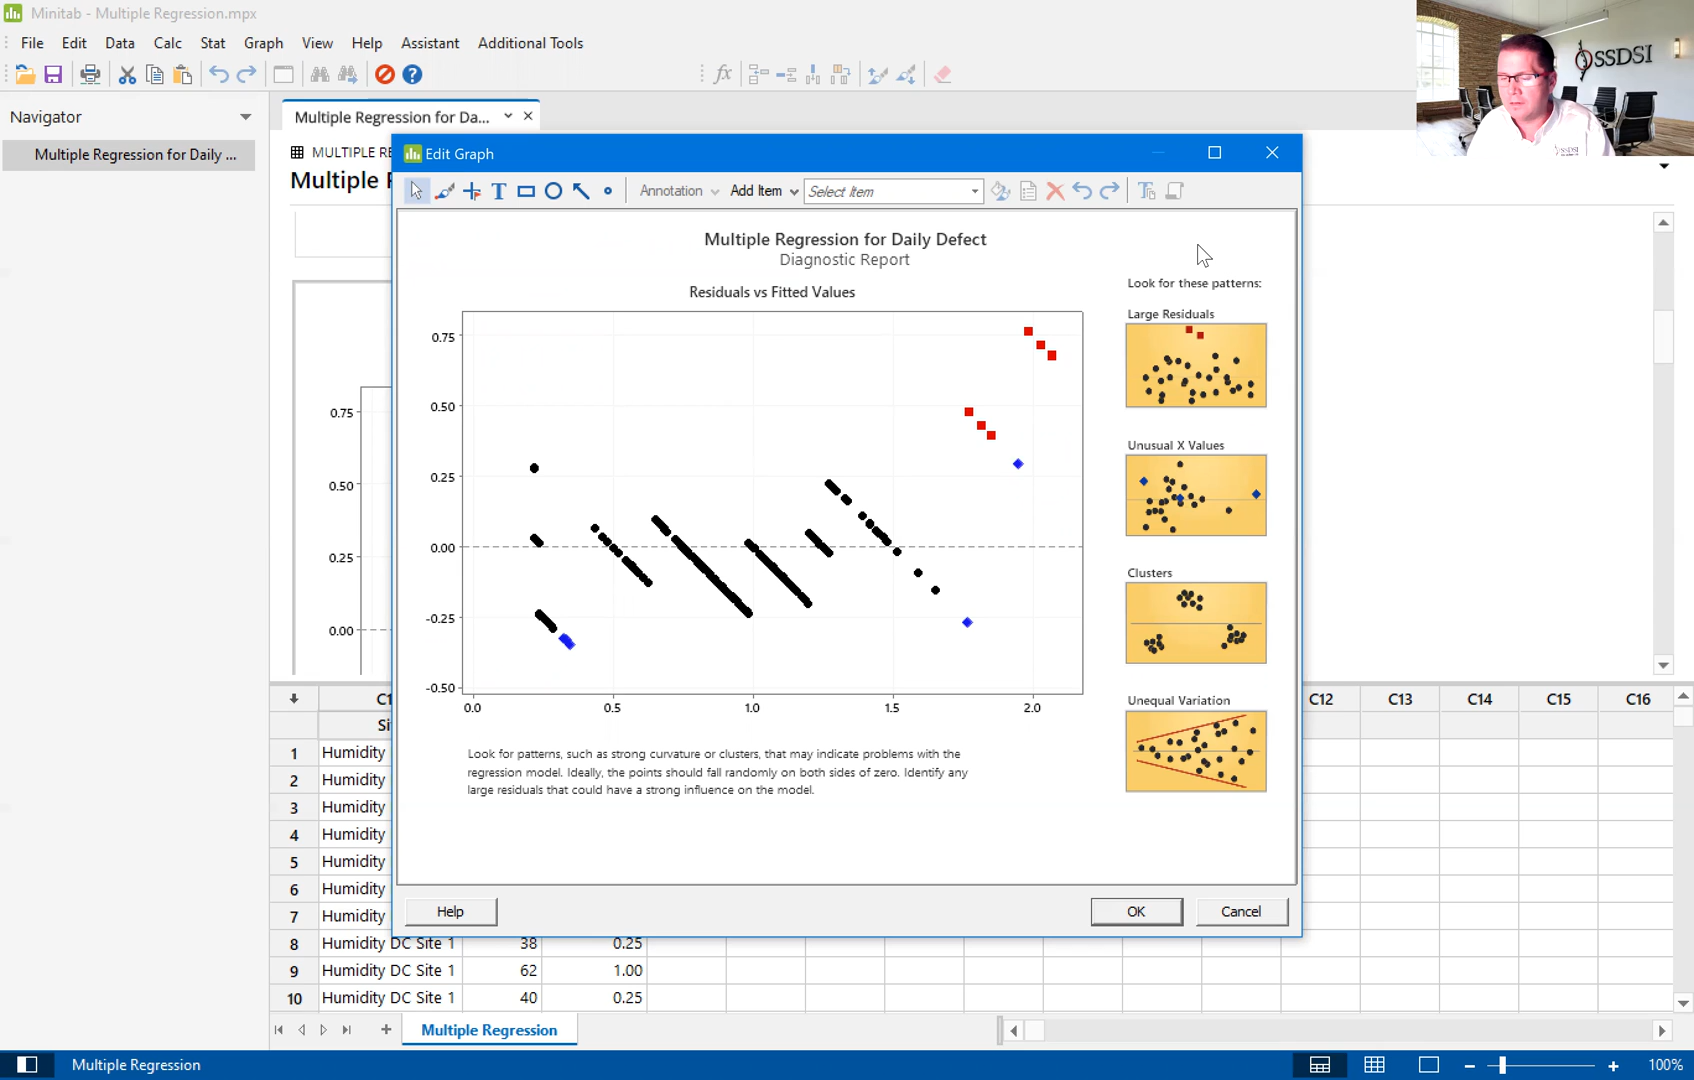 Minitab - Multiple Regression.mpx
File Edit Data Calc Stat Graph View Help Assistant Additional Tools
SSDSI
SSDSI
fx
Navigator
Multiple Regression for Daily ...
Multiple Regression for Da...
MULTIPLE RE
Multiple R
Edit Graph
T
Annotation Add Item Select Item
Multiple Regression for Daily Defect
Diagnostic Report
Residuals vs Fitted Values
0.75
0.50
0.25
0.00
-0.25
-0.50
0.0 0.5 1.0 1.5 2.0
Look for these patterns:
Large Residuals
Unusual X Values
Clusters
Unequal Variation
Look for patterns, such as strong curvature or clusters, that may indicate problems with the
regression model. Ideally, the points should fall randomly on both sides of zero. Identify any
large residuals that could have a strong influence on the model.
Help OK Cancel
0.75
0.50
0.25
0.00
C1 C12 C13 C14 C15 C16
Si
1 Humidity
2 Humidity
3 Humidity
4 Humidity
5 Humidity
6 Humidity
7 Humidity
8 Humidity DC Site 1 38 0.25
9 Humidity DC Site 1 62 1.00
10 Humidity DC Site 1 40 0.25
Multiple Regression
Multiple Regression
100%